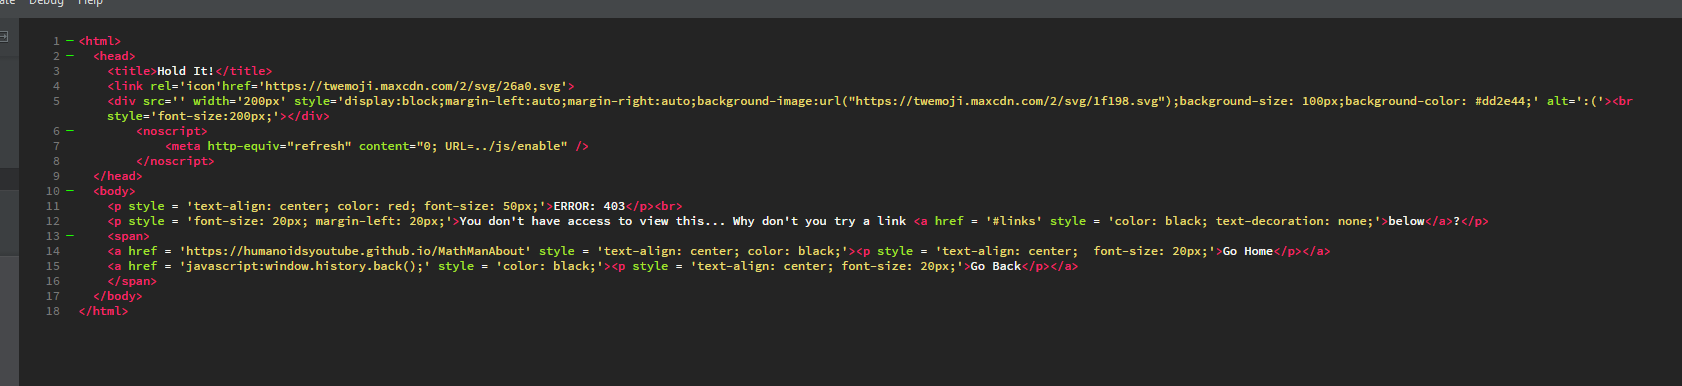 ate Debug Help
1 <html>
2 <head>
3 <title>Hold It!</title>
4 <link rel='icon'href='https://twemoji.maxcdn.com/2/svg/26a0.svg'>
5 <div src='' width='200px' style='display:block;margin-left:auto;margin-right:auto;background-image:url("https://twemoji.maxcdn.com/2/svg/1f198.svg");background-size: 100px;background-color: #dd2e44;' alt=':('><br
style='font-size:200px;'></div>
6 <noscript>
7 <meta http-equiv="refresh" content="0; URL=../js/enable" />
8 </noscript>
9 </head>
10 <body>
11 <p style = 'text-align: center; color: red; font-size: 50px;'>ERROR: 403</p><br>
12 <p style = 'font-size: 20px; margin-left: 20px;'>You don't have access to view this... Why don't you try a link <a href = '#links' style = 'color: black; text-decoration: none;'>below</a>?</p>
13 <span>
14 <a href = 'https://humanoidsyoutube.github.io/MathManAbout' style = 'text-align: center; color: black;'><p style = 'text-align: center;  font-size: 20px;'>Go Home</p></a>
15 <a href = 'javascript:window.history.back();' style = 'color: black;'><p style = 'text-align: center; font-size: 20px;'>Go Back</p></a>
16 </span>
17 </body>
18 </html>